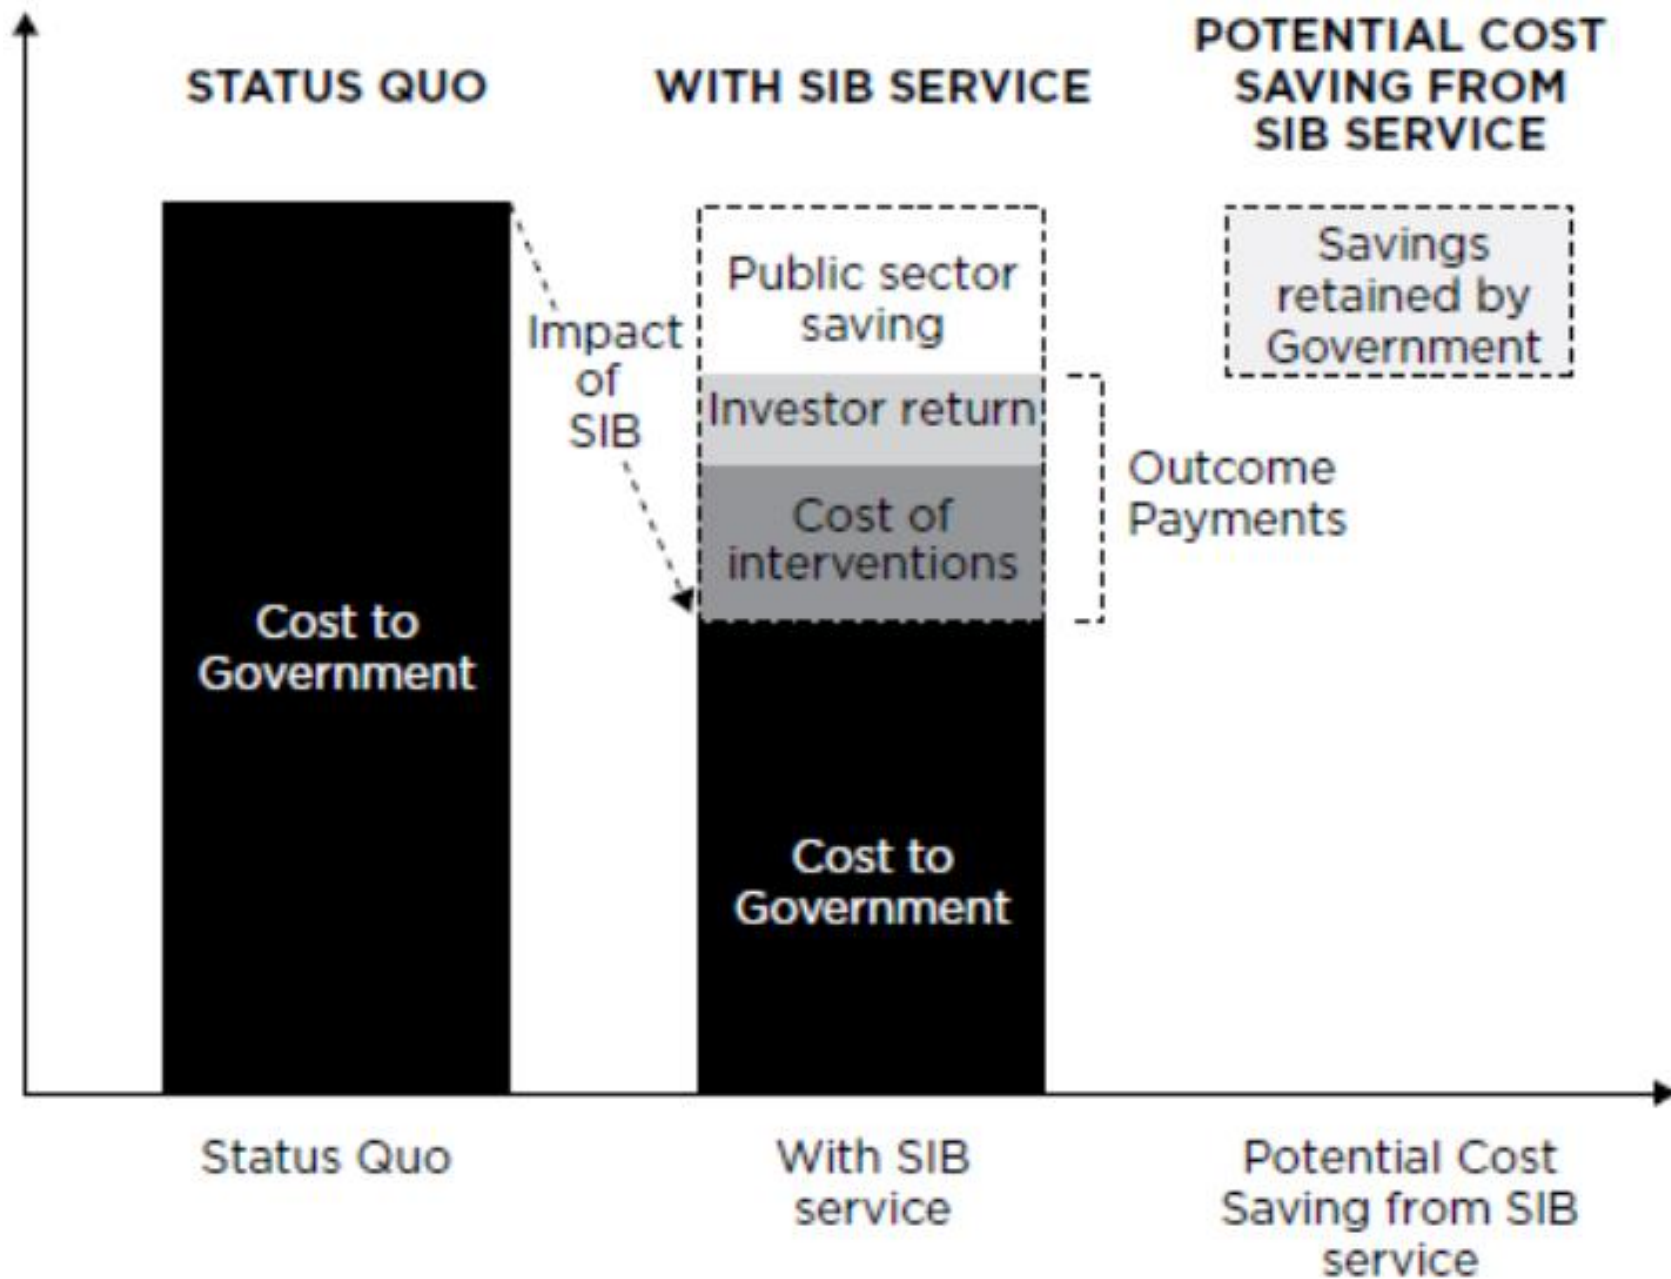 STATUS QUO
WITH SIB SERVICE
POTENTIAL COST
SAVING FROM
SIB SERVICE
Cost to
Government
Impact
of
SIB
Public sector
saving
Investor return
Cost of
interventions
Cost to
Government
Outcome
Payments
Savings
retained by
Government
Status Quo
With SIB
service
Potential Cost
Saving from SIB
service